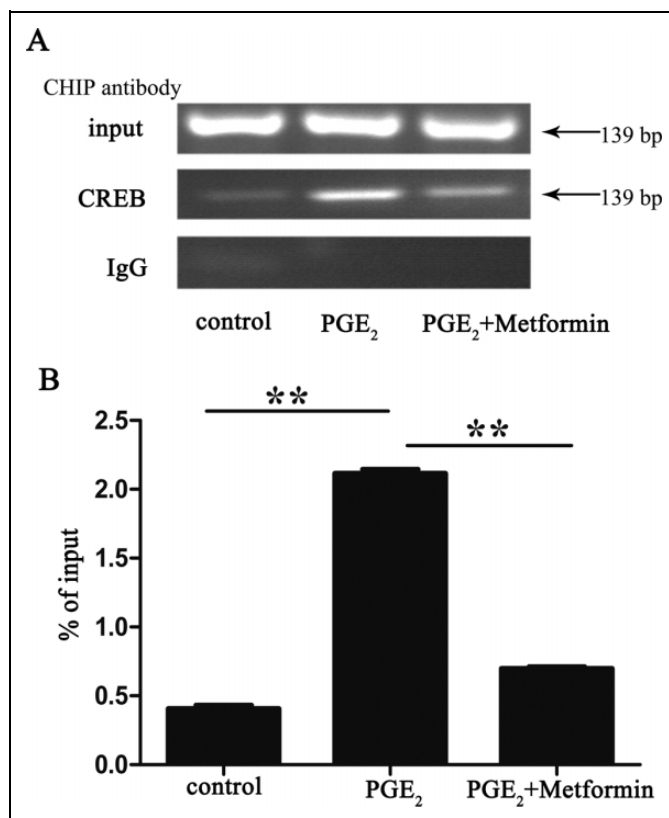 A
CHIP antibody
input
139 bp
CREB
139 bp
IgG
control PGE₂ PGE₂+Metformin
B
** **
% of input
2.5
2.0
1.5
1.0
0.5
0.0
control PGE₂ PGE₂+Metformin